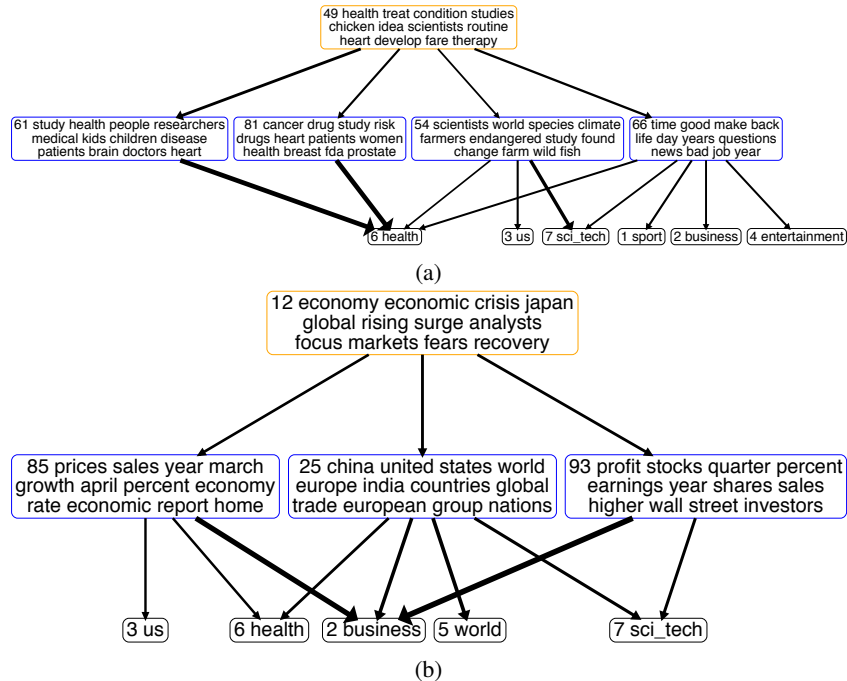 49 health treat condition studies
chicken idea scientists routine
heart develop fare therapy
61 study health people researchers
medical kids children disease
patients brain doctors heart
81 cancer drug study risk
drugs heart patients women
health breast fda prostate
54 scientists world species climate
farmers endangered study found
change farm wild fish
66 time good make back
life day years questions
news bad job year
6 health
3 us
7 sci_tech
1 sport
2 business
4 entertainment
(a)
12 economy economic crisis japan
global rising surge analysts
focus markets fears recovery
85 prices sales year march
growth april percent economy
rate economic report home
25 china united states world
europe india countries global
trade european group nations
93 profit stocks quarter percent
earnings year shares sales
higher wall street investors
3 us
6 health
2 business
5 world
7 sci_tech
(b)